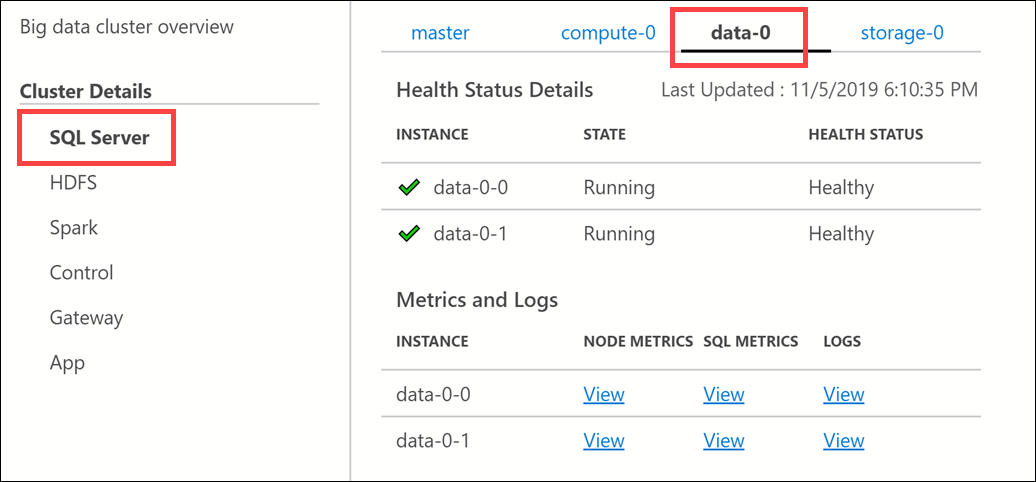 Big data cluster overview
Cluster Details
SQL Server
HDFS
Spark
Control
Gateway
App
master compute-0 data-0 storage-0
Health Status Details Last Updated : 11/5/2019 6:10:35 PM
INSTANCE STATE HEALTH STATUS
data-0-0 Running Healthy
data-0-1 Running Healthy
Metrics and Logs
INSTANCE NODE METRICS SQL METRICS LOGS
data-0-0 View View View
data-0-1 View View View